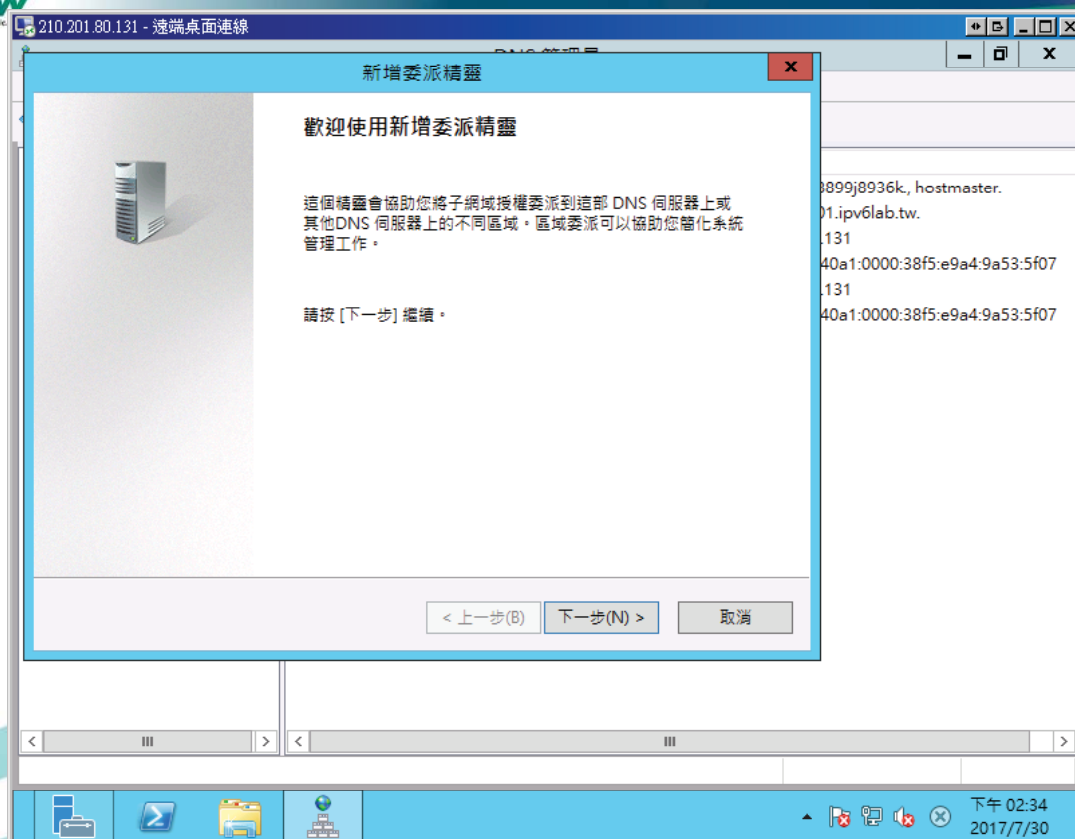 210.201.80.131 - 遠端桌面連線
新增委派精靈
歡迎使用新增委派精靈
這個精靈會協助您將子網域授權委派到這部 DNS 伺服器上或
其他DNS 伺服器上的不同區域。區域委派可以協助您簡化系統
管理工作。
請按 [下一步] 繼續。
3899j8936k., hostmaster.
01.ipv6lab.tw.
.131
40a1:0000:38f5:e9a4:9a53:5f07
.131
40a1:0000:38f5:e9a4:9a53:5f07
< 上一步(B)
下一步(N) >
取消
下午 02:34
2017/7/30